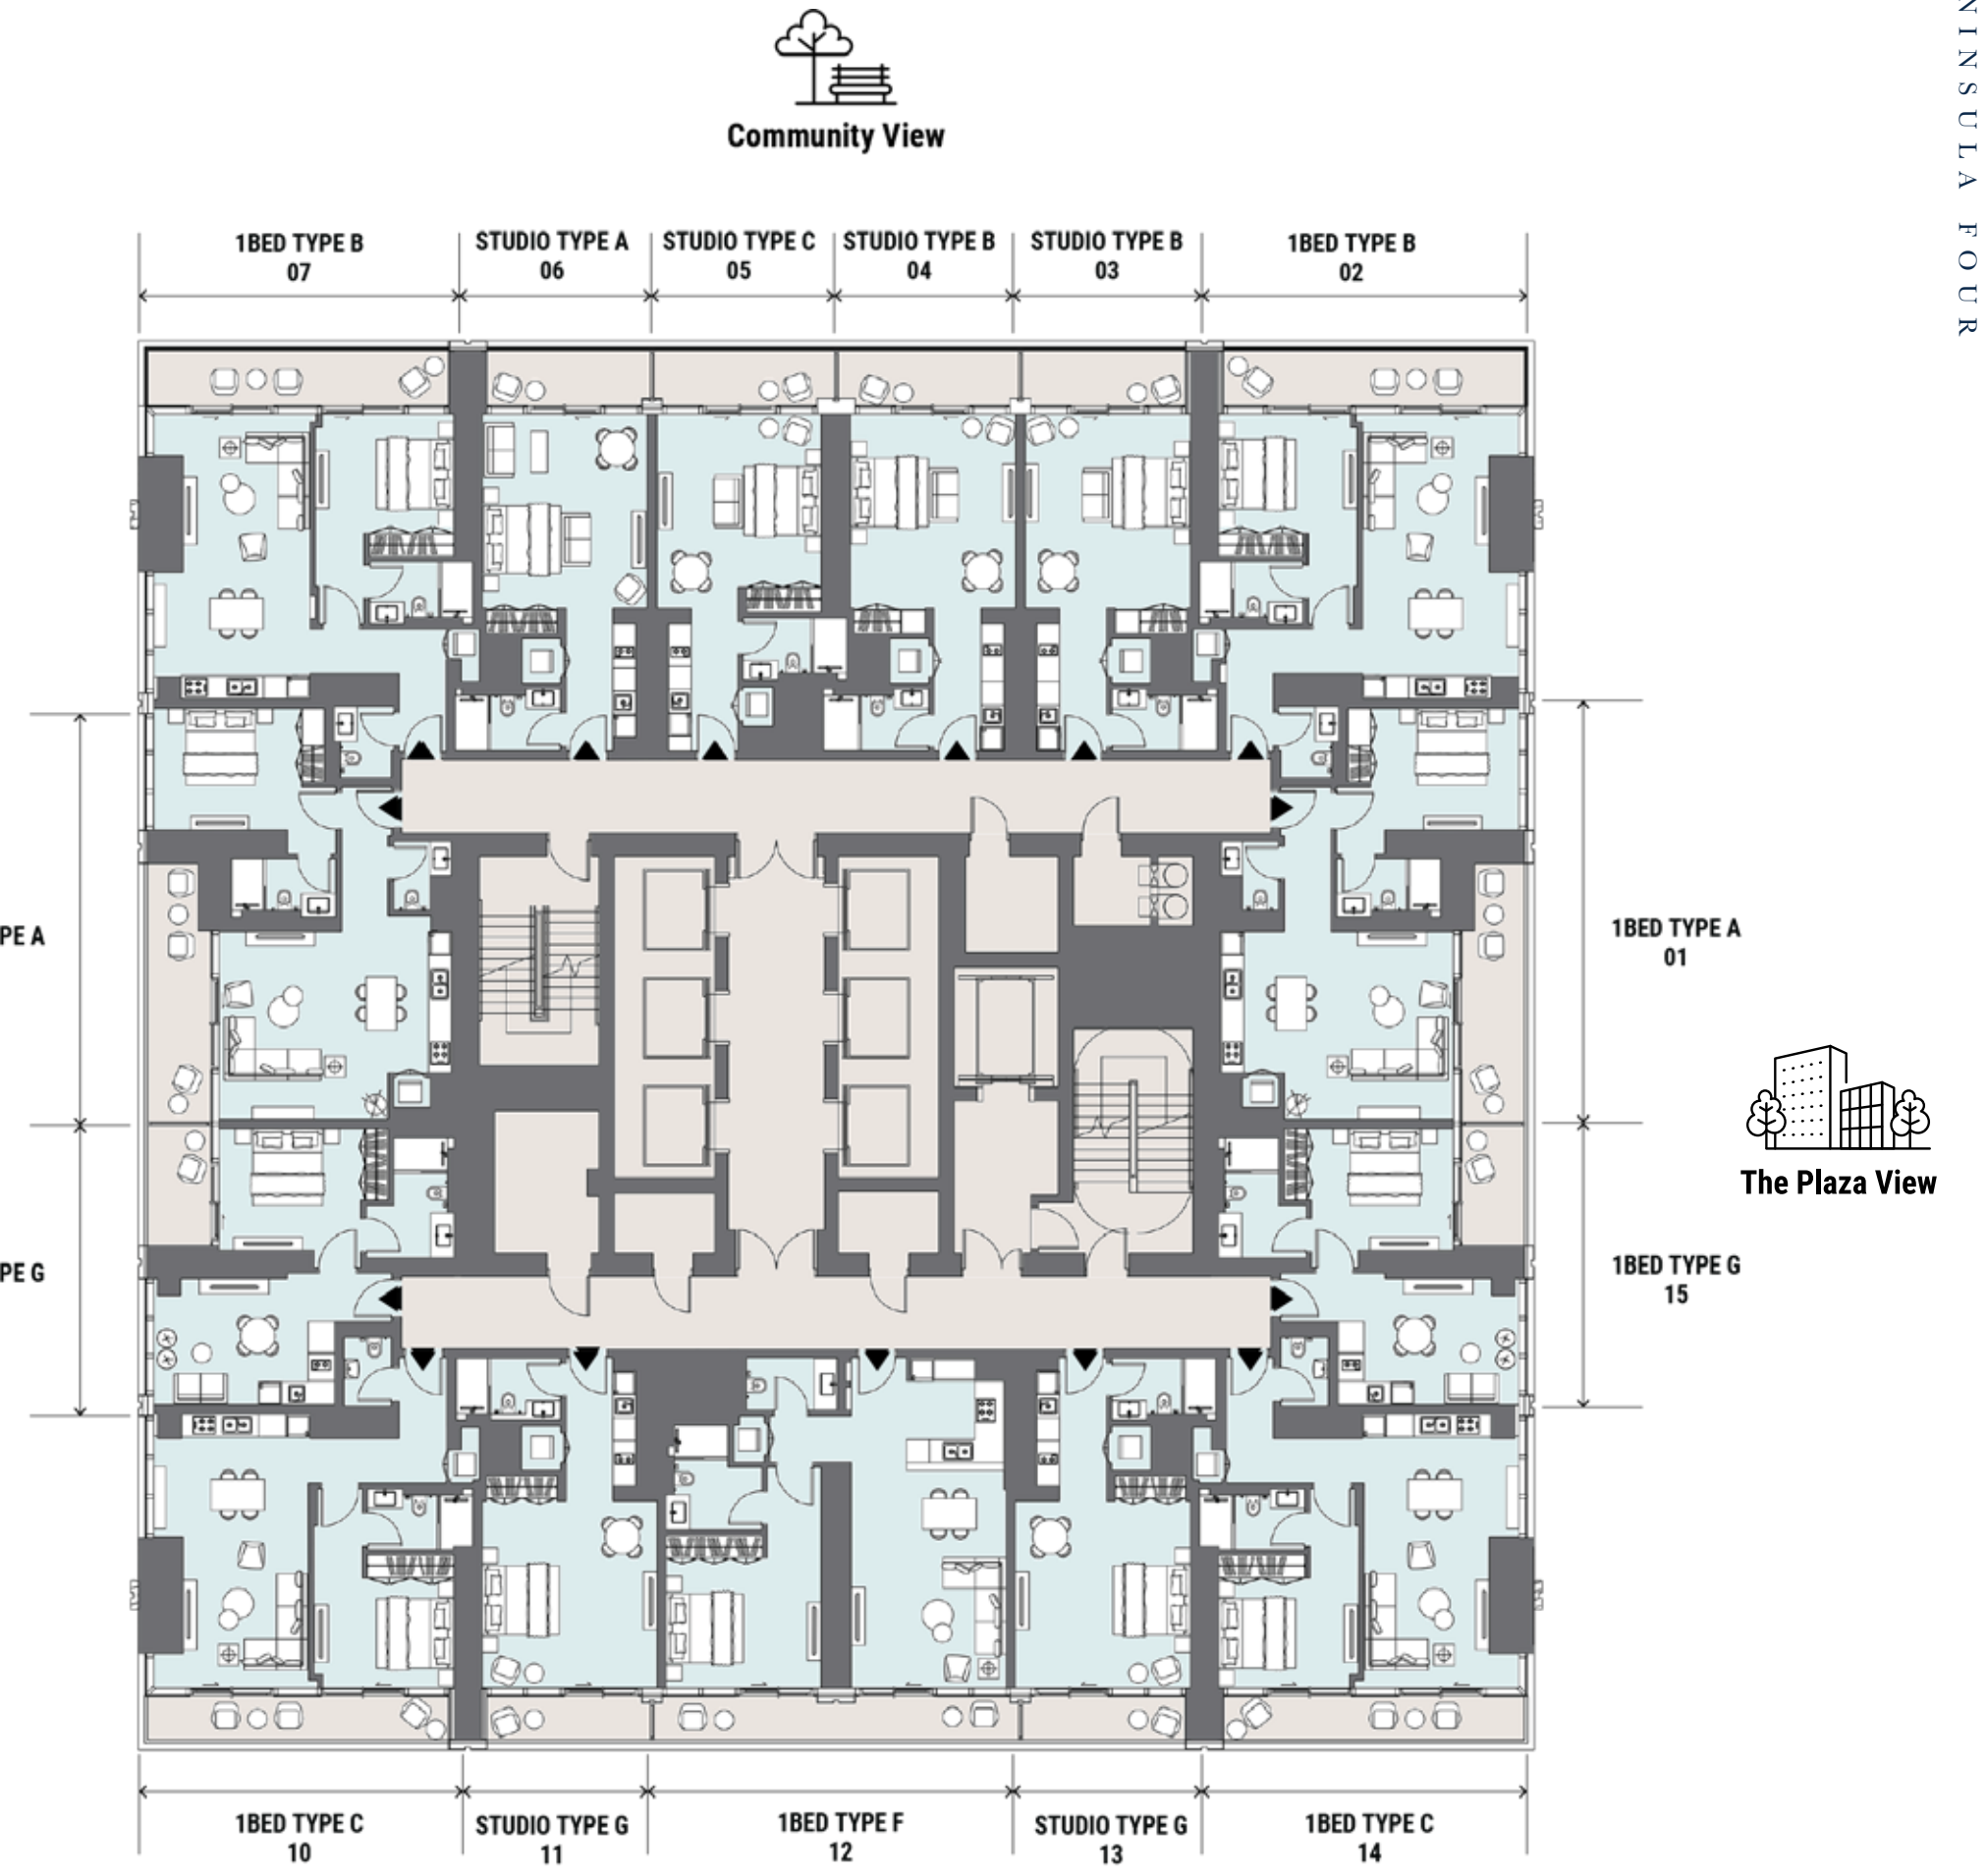 Community View
NINSULA FOUR
1BED TYPE B
07
STUDIO TYPE A
06
STUDIO TYPE C
05
STUDIO TYPE B
04
STUDIO TYPE B
03
1BED TYPE B
02
PE A
1BED TYPE A
01
The Plaza View
PE G
1BED TYPE G
15
1BED TYPE C
10
STUDIO TYPE G
11
1BED TYPE F
12
STUDIO TYPE G
13
1BED TYPE C
14